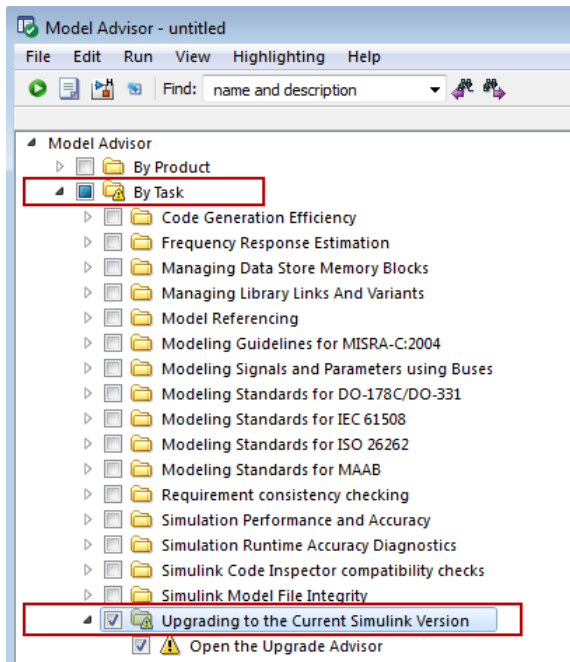 Model Advisor - untitled
File Edit Run View Highlighting Help
Find: name and description
Model Advisor
By Product
By Task
Code Generation Efficiency
Frequency Response Estimation
Managing Data Store Memory Blocks
Managing Library Links And Variants
Model Referencing
Modeling Guidelines for MISRA-C:2004
Modeling Signals and Parameters using Buses
Modeling Standards for DO-178C/DO-331
Modeling Standards for IEC 61508
Modeling Standards for ISO 26262
Modeling Standards for MAAB
Requirement consistency checking
Simulation Performance and Accuracy
Simulation Runtime Accuracy Diagnostics
Simulink Code Inspector compatibility checks
Simulink Model File Integrity
Upgrading to the Current Simulink Version
Open the Upgrade Advisor